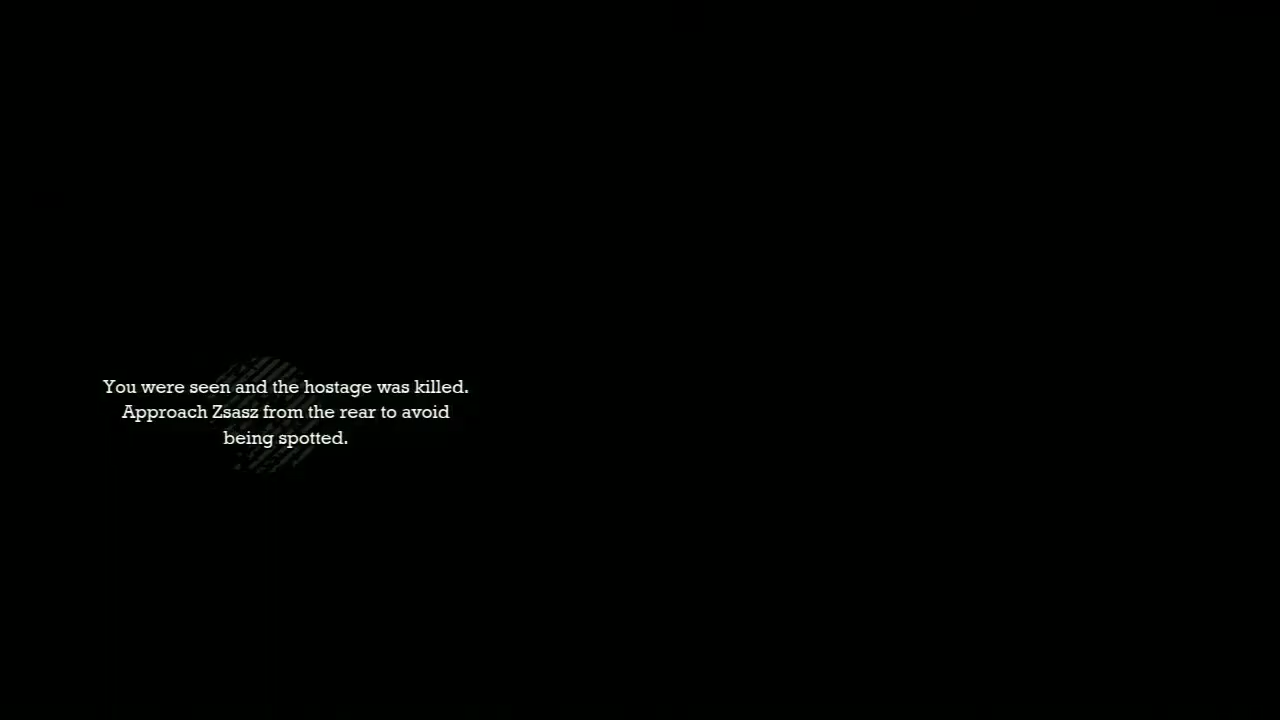 You were seen and the hostage was killed.
Approach Zsasz from the rear to avoid
being spotted.